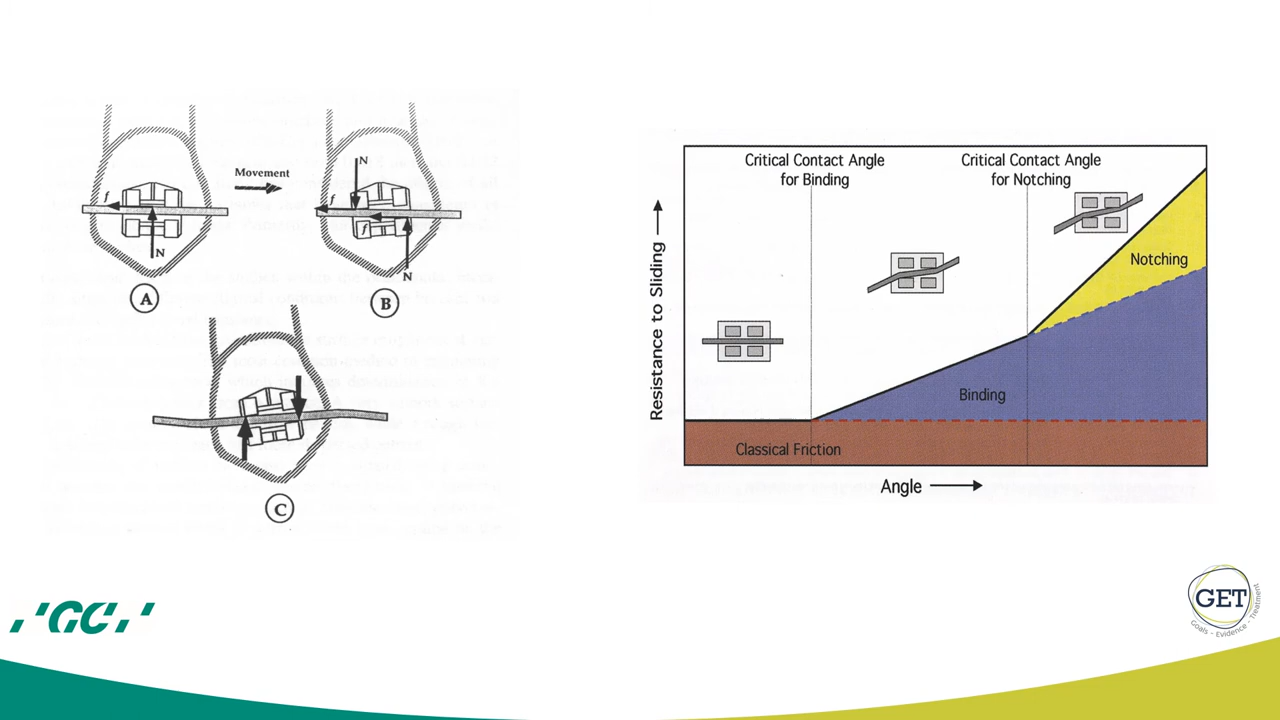 Movement
f
N
A
N
f
f
N
B
C
Critical Contact Angle
for Binding
Critical Contact Angle
for Notching
Resistance to Sliding
Notching
Binding
Classical Friction
Angle
GC
GET
Goals - Evidence - Treatment